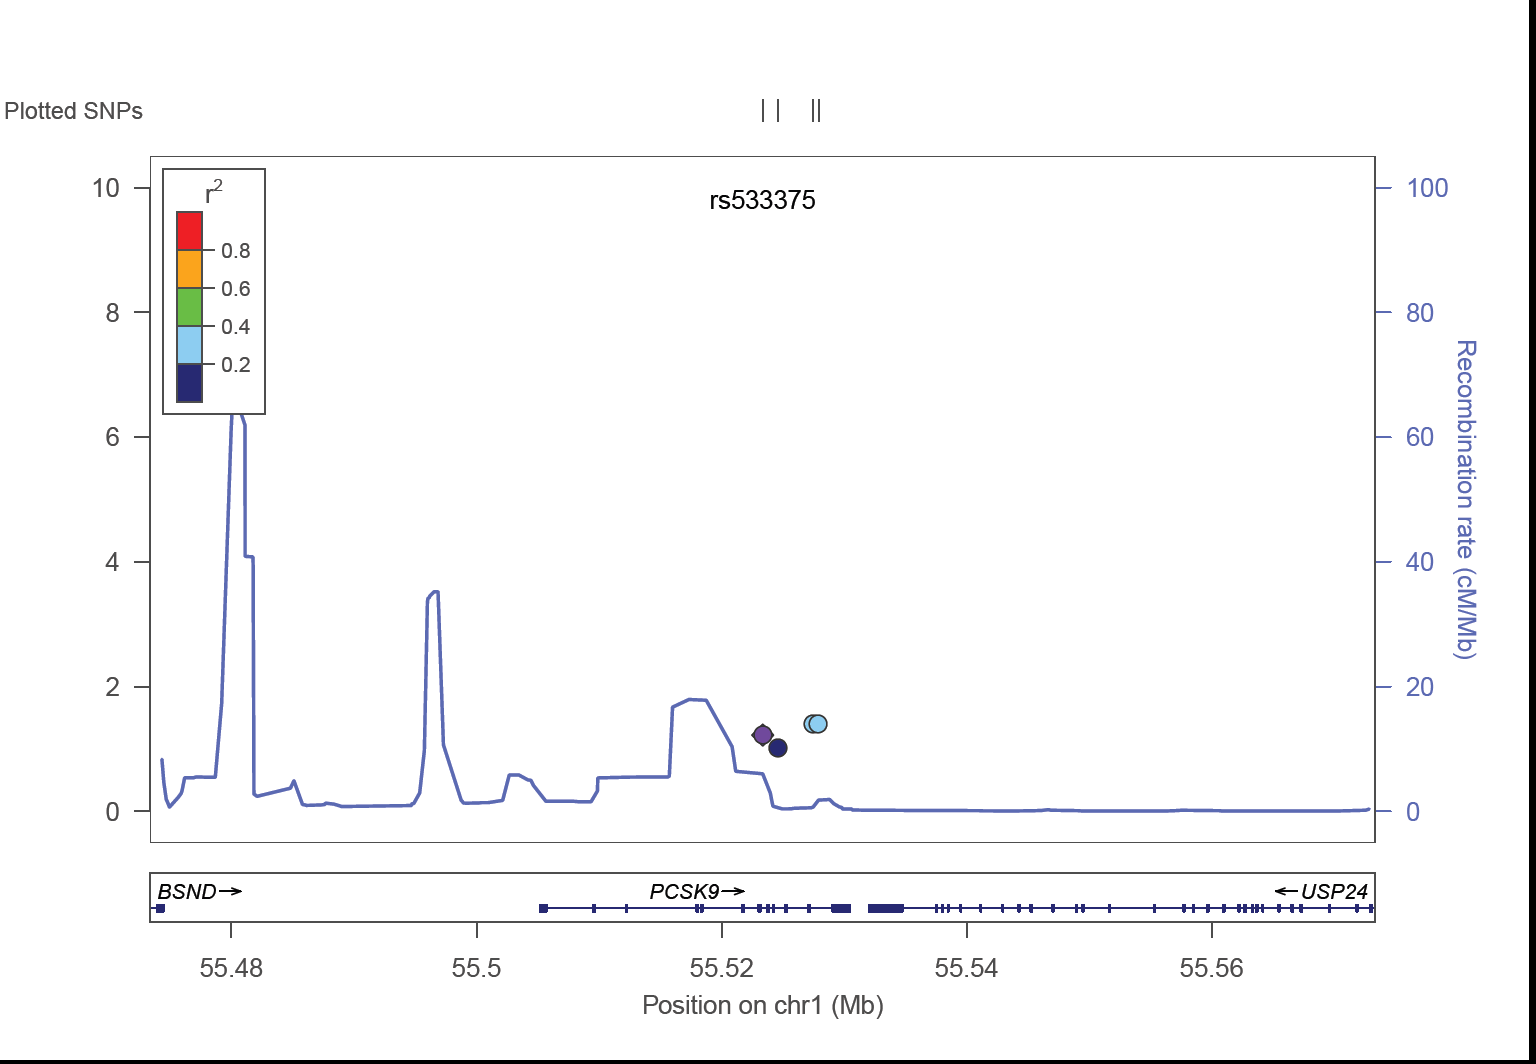 Plotted SNPs
rs533375
r2
0.8
0.6
0.4
0.2
10
8
6
4
2
0
100
80
60
40
20
0
Recombination rate (cM/Mb)
BSND→
PCSK9→
←USP24
55.48
55.5
55.52
55.54
55.56
Position on chr1 (Mb)